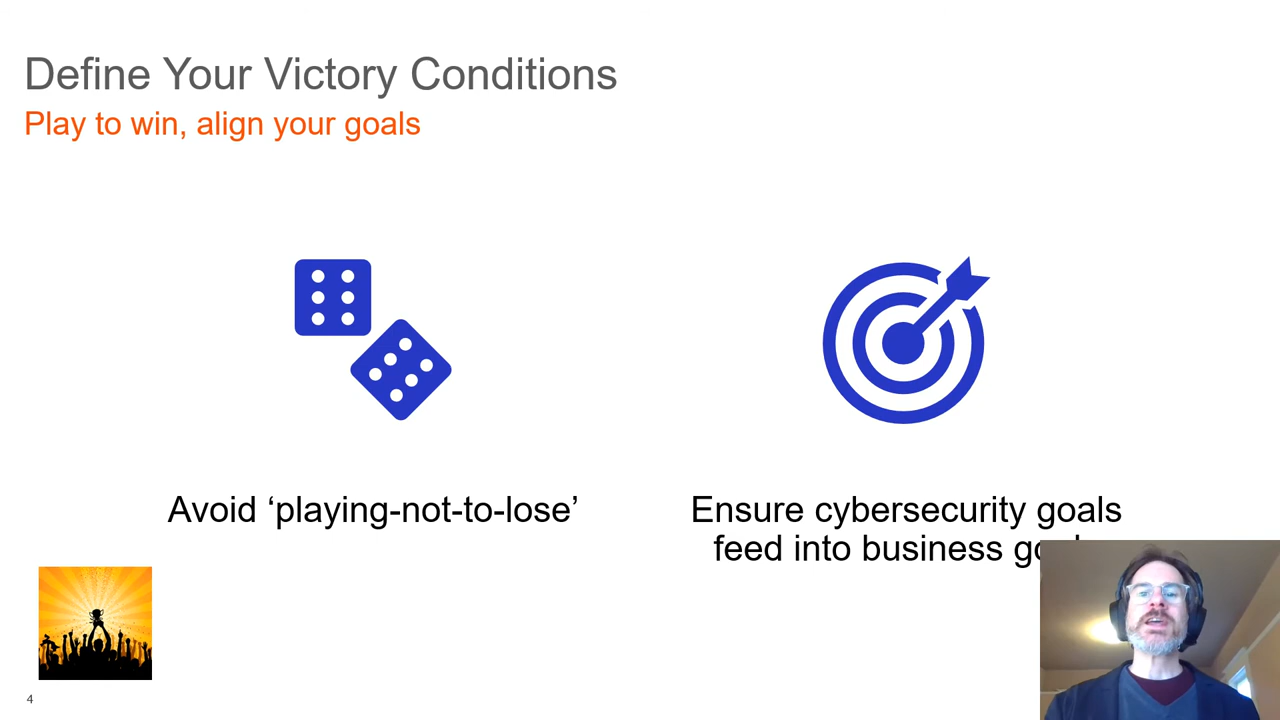 Define Your Victory Conditions
Play to win, align your goals
Avoid ‘playing-not-to-lose’
Ensure cybersecurity goals
feed into business
4